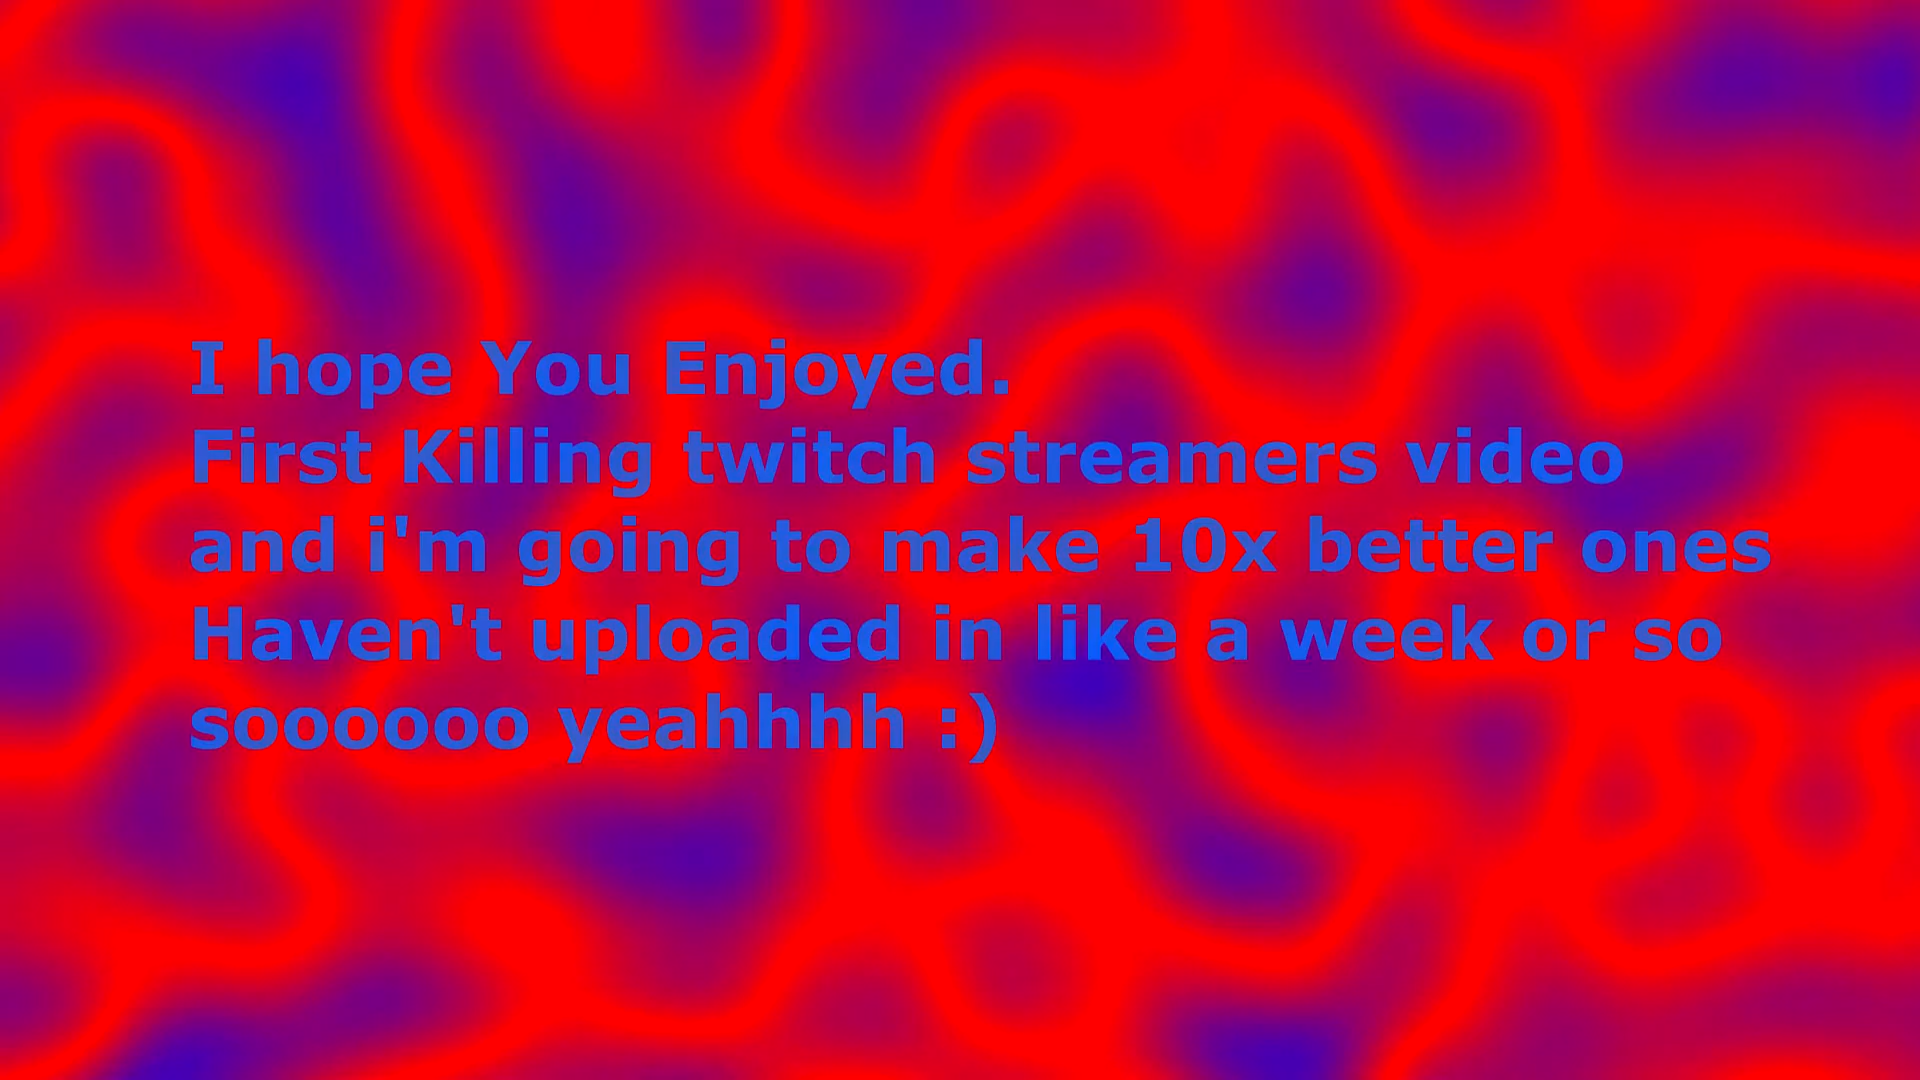 I hope You Enjoyed.
First Killing twitch streamers video
and i'm going to make 10x better ones
Haven't uploaded in like a week or so
sooooooo yeahhhh :)